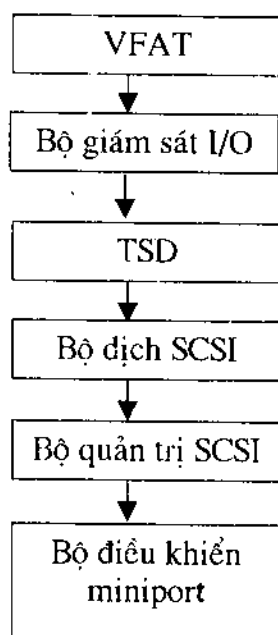 VFAT
Bộ giám sát I/O
TSD
Bộ dịch SCSI
Bộ quản trị SCSI
Bộ điều khiển
miniport